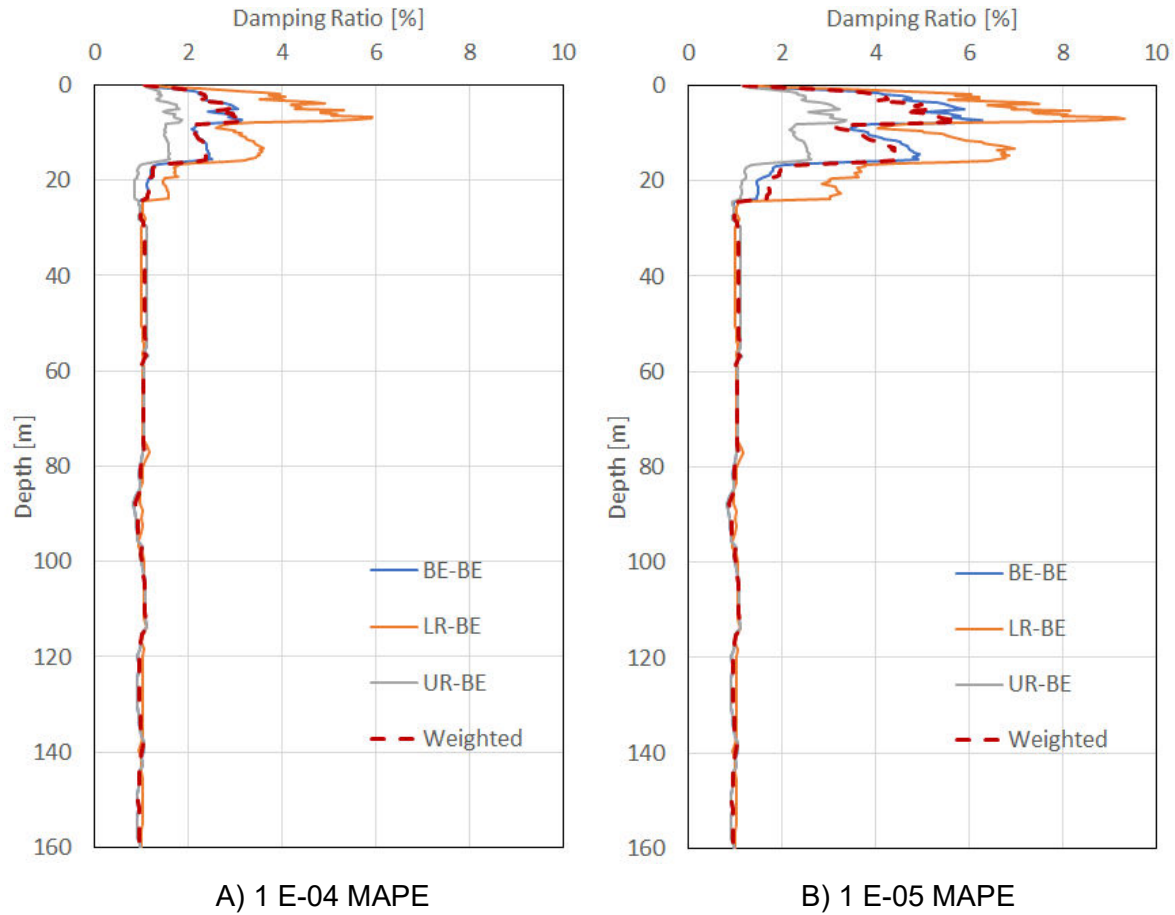 Damping Ratio [%]
0 2 4 6 8 10
0
20
40
60
80
100
120
140
160
Depth [m]
BE-BE
LR-BE
UR-BE
Weighted
A) 1 E-04 MAPE
Damping Ratio [%]
0 2 4 6 8 10
0
20
40
60
80
100
120
140
160
Depth [m]
BE-BE
LR-BE
UR-BE
Weighted
B) 1 E-05 MAPE